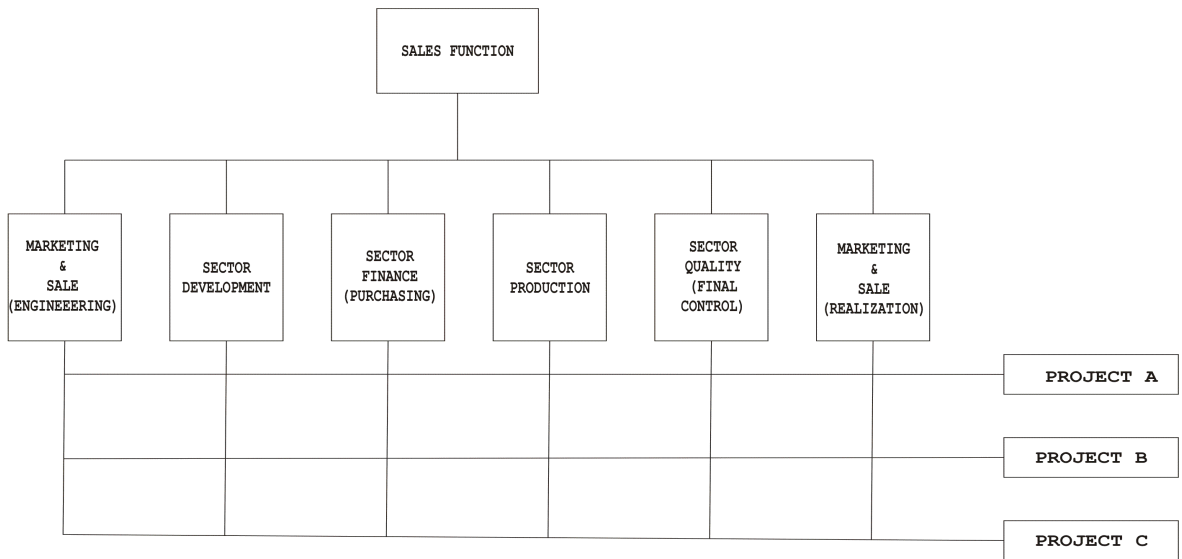 SALES FUNCTION
MARKETING
&
SALE
(ENGINEEERING)
SECTOR
DEVELOPMENT
SECTOR
FINANCE
(PURCHASING)
SECTOR
PRODUCTION
SECTOR
QUALITY
(FINAL
CONTROL)
MARKETING
&
SALE
(REALIZATION)
PROJECT A
PROJECT B
PROJECT C